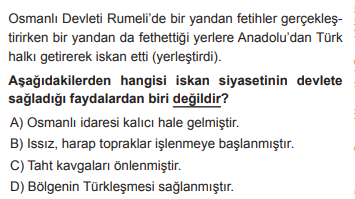 Osmanlı Devleti Rumeli'de bir yandan fetihler gerçekleş-
tirirken bir yandan da fethettiği yerlere Anadolu'dan Türk
halkı getirerek iskan etti (yerleştirdi).
Aşağıdakilerden hangisi iskan siyasetinin devlete
sağladığı faydalardan biri değildir?
A) Osmanlı idaresi kalıcı hale gelmiştir.
B) Issız, harap topraklar işlenmeye başlanmıştır.
C) Taht kavgaları önlenmiştir.
D) Bölgenin Türkleşmesi sağlanmıştır.